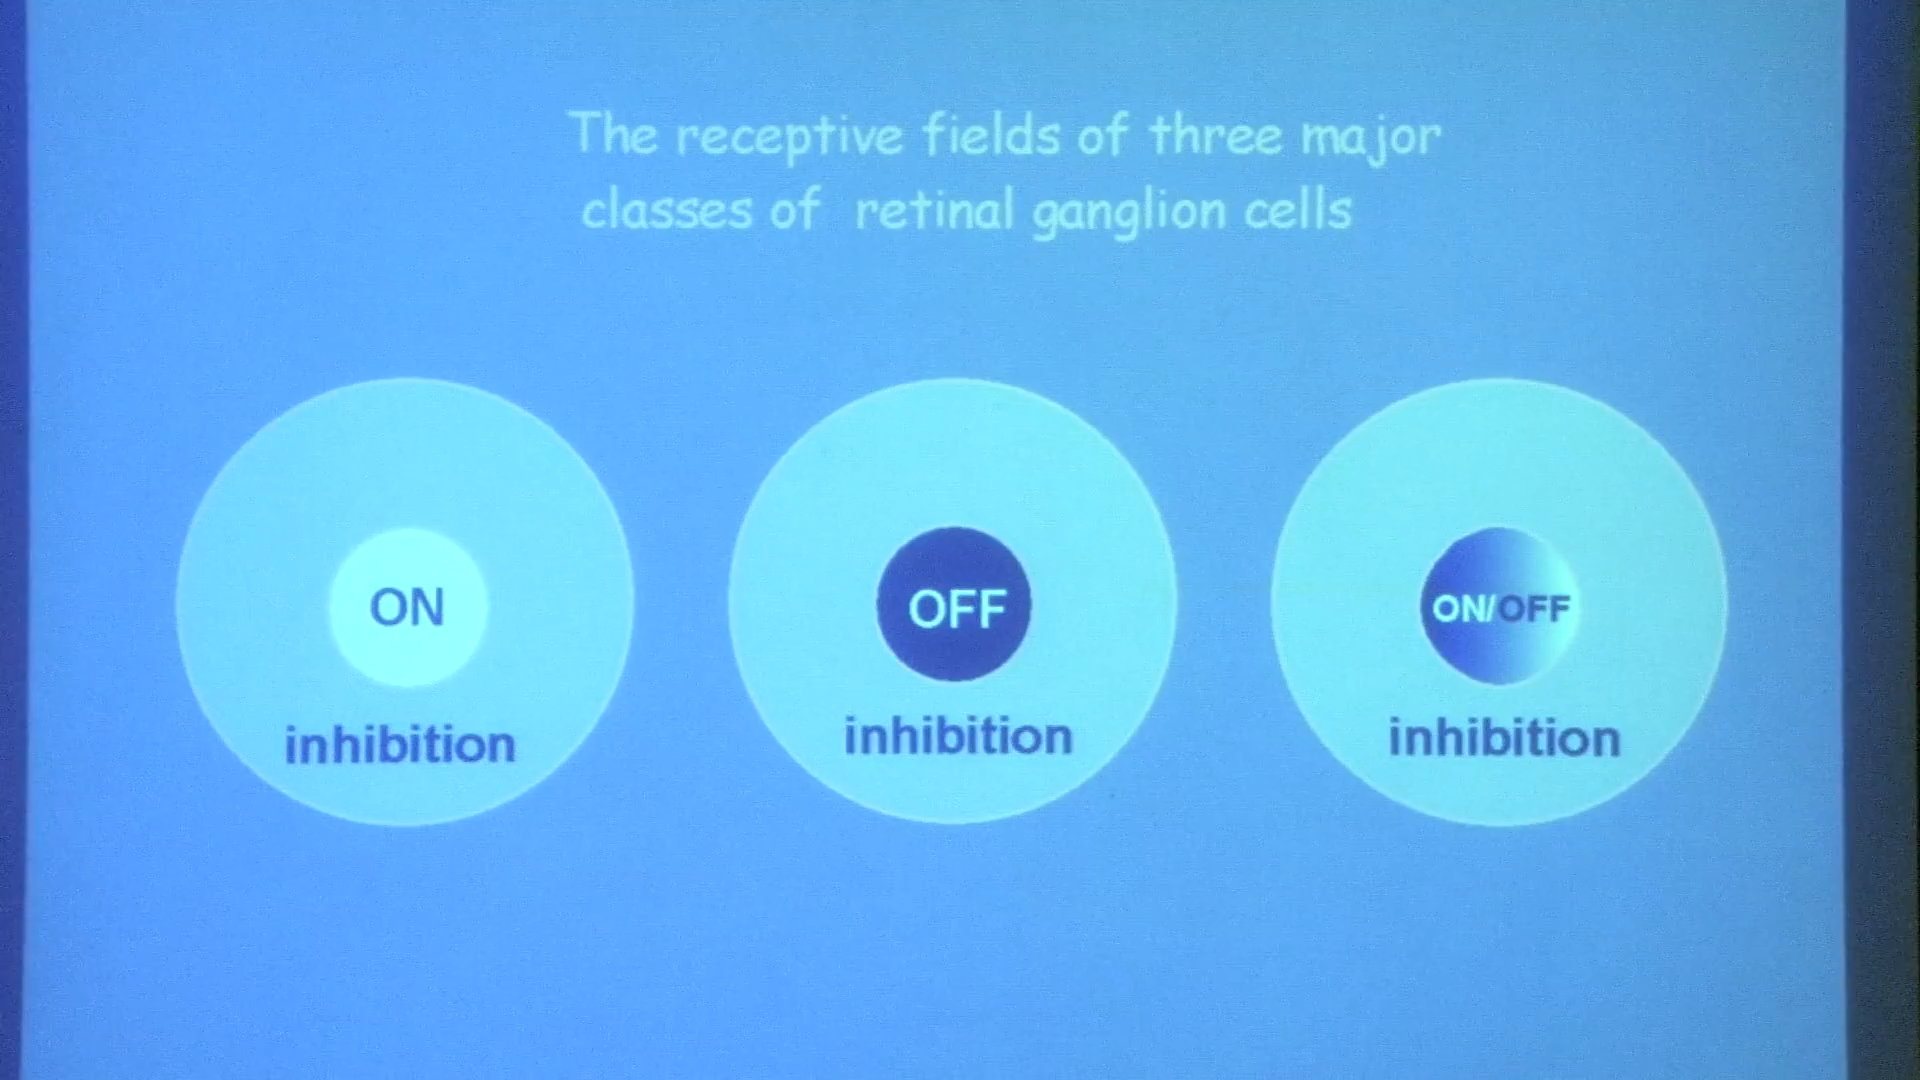 The receptive fields of three major
classes of retinal ganglion cells
ON
OFF
ON/OFF
inhibition
inhibition
inhibition